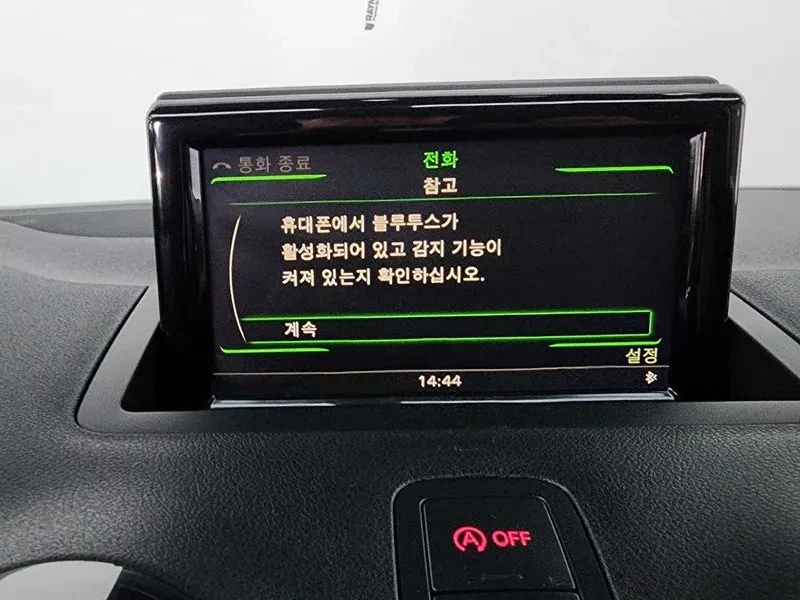 RAYN
통화 종료
전화
참고
휴대폰에서 블루투스가
활성화되어 있고 감지 기능이
켜져 있는지 확인하십시오.
계속
설정
14:44
A OFF